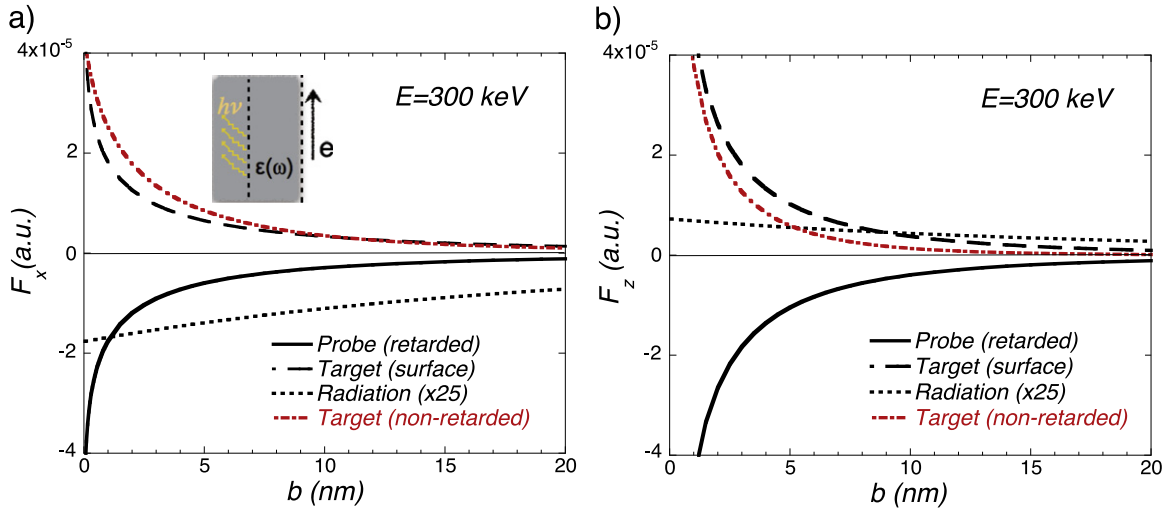 a)
4x10-5
2
0
-2
-4
Fx(a.u.)
hν
ε(ω)
e
E=300 keV
Probe (retarded)
Target (surface)
Radiation (x25)
Target (non-retarded)
0 5 10 15 20
b (nm)
b)
4x10-5
2
0
-2
-4
Fz(a.u.)
E=300 keV
Probe (retarded)
Target (surface)
Radiation (x25)
Target (non-retarded)
0 5 10 15 20
b (nm)